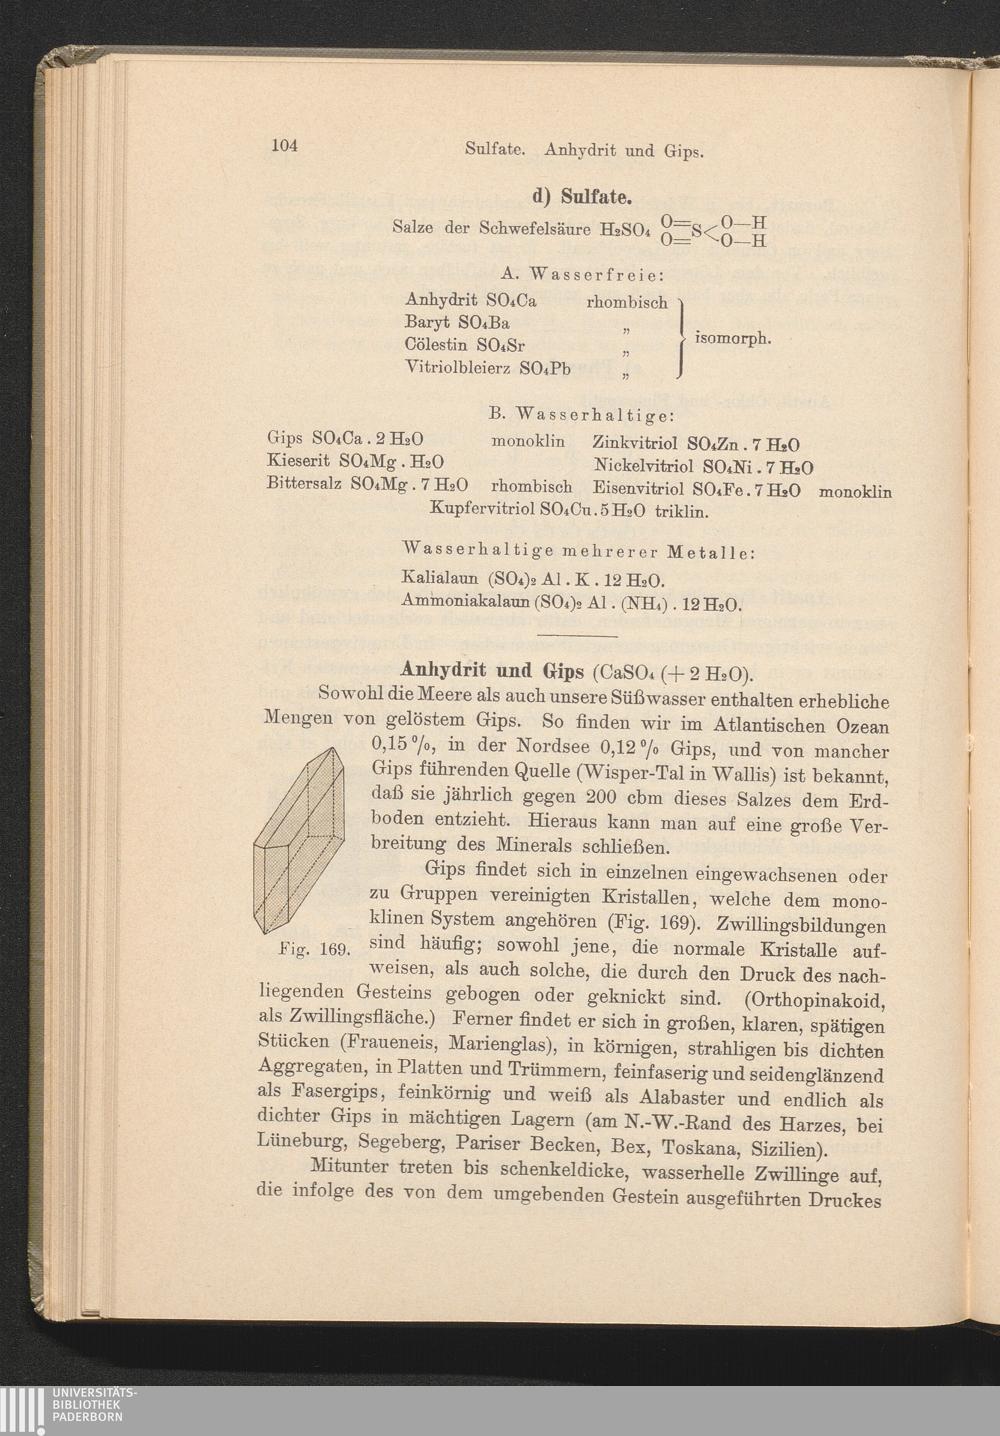 104
Sulfate. Anhydrit und Gips.
d) Sulfate.
Salze der Schwefelsäure H₂SO₄ O=S<O—H
O= O—H
A. Wasserfreie:
Anhydrit SO₄Ca rhombisch
Baryt SO₄Ba „
Cölestin SO₄Sr „
Vitriolbleierz SO₄Pb „
isomorph.
B. Wasserhaltige:
Gips SO₄Ca . 2 H₂O monoklin Zinkvitriol SO₄Zn . 7 H₂O
Kieserit SO₄Mg . H₂O Nickelvitriol SO₄Ni . 7 H₂O
Bittersalz SO₄Mg . 7 H₂O rhombisch Eisenvitriol SO₄Fe . 7 H₂O monoklin
Kupfervitriol SO₄Cu . 5 H₂O triklin.
Wasserhaltige mehrerer Metalle:
Kalialaun (SO₄)₂ Al . K . 12 H₂O.
Ammoniakalaun (SO₄)₂ Al . (NH₄) . 12 H₂O.
Anhydrit und Gips (CaSO₄ (+ 2 H₂O).
Sowohl die Meere als auch unsere Süßwasser enthalten erhebliche
Mengen von gelöstem Gips. So finden wir im Atlantischen Ozean
0,15 %, in der Nordsee 0,12 % Gips, und von mancher
Gips führenden Quelle (Wisper-Tal in Wallis) ist bekannt,
daß sie jährlich gegen 200 cbm dieses Salzes dem Erd-
boden entzieht. Hieraus kann man auf eine große Ver-
breitung des Minerals schließen.
Gips findet sich in einzelnen eingewachsenen oder
zu Gruppen vereinigten Kristallen, welche dem mono-
klinen System angehören (Fig. 169). Zwillingsbildungen
sind häufig; sowohl jene, die normale Kristalle auf-
weisen, als auch solche, die durch den Druck des nach-
Fig. 169.
liegenden Gesteins gebogen oder geknickt sind. (Orthopinakoid,
als Zwillingsfläche.) Ferner findet er sich in großen, klaren, spätigen
Stücken (Fraueneis, Marienglas), in körnigen, strahligen bis dichten
Aggregaten, in Platten und Trümmern, feinfaserig und seidenglänzend
als Fasergips, feinkörnig und weiß als Alabaster und endlich als
dichter Gips in mächtigen Lagern (am N.-W.-Rand des Harzes, bei
Lüneburg, Segeberg, Pariser Becken, Bex, Toskana, Sizilien).
Mitunter treten bis schenkeldicke, wasserhelle Zwillinge auf,
die infolge des von dem umgebenden Gestein ausgeführten Druckes
UNIVERSITÄTS-
BIBLIOTHEK
PADERBORN